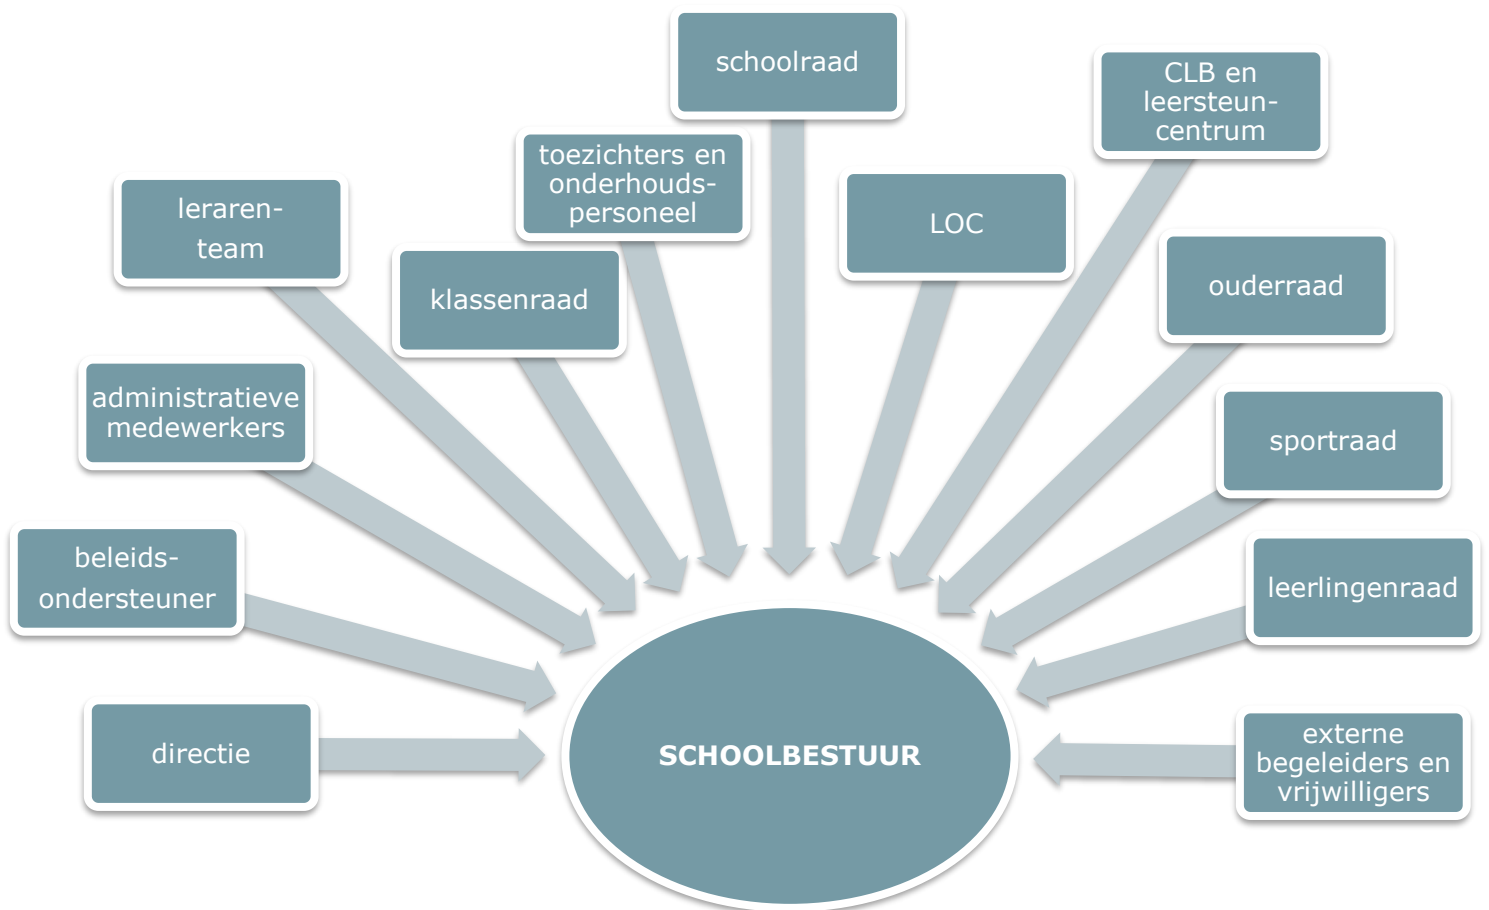 schoolraad
CLB en
leersteun-
centrum
toezichters en
onderhouds-
personeel
leraren-
team
LOC
klassenraad
ouderraad
administratieve
medewerkers
sportraad
beleids-
ondersteuner
leerlingenraad
directie
SCHOOLBESTUUR
externe
begeleiders en
vrijwilligers